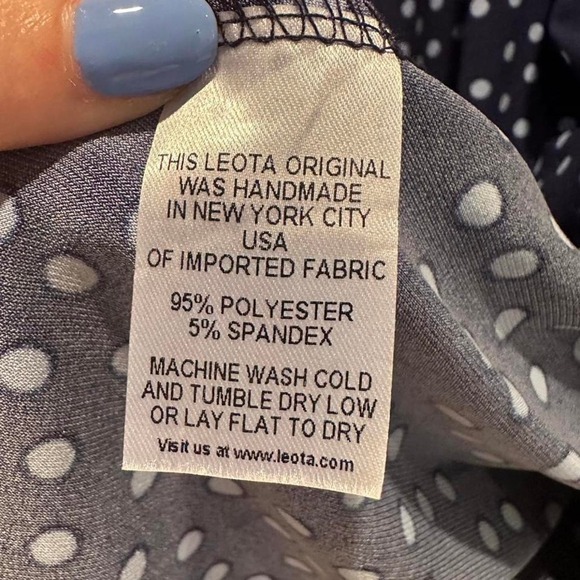 THIS LEOTA ORIGINAL
WAS HANDMADE
IN NEW YORK CITY
USA
OF IMPORTED FABRIC
95% POLYESTER
5% SPANDEX
MACHINE WASH COLD
AND TUMBLE DRY LOW
OR LAY FLAT TO DRY
Visit us at www.leota.com